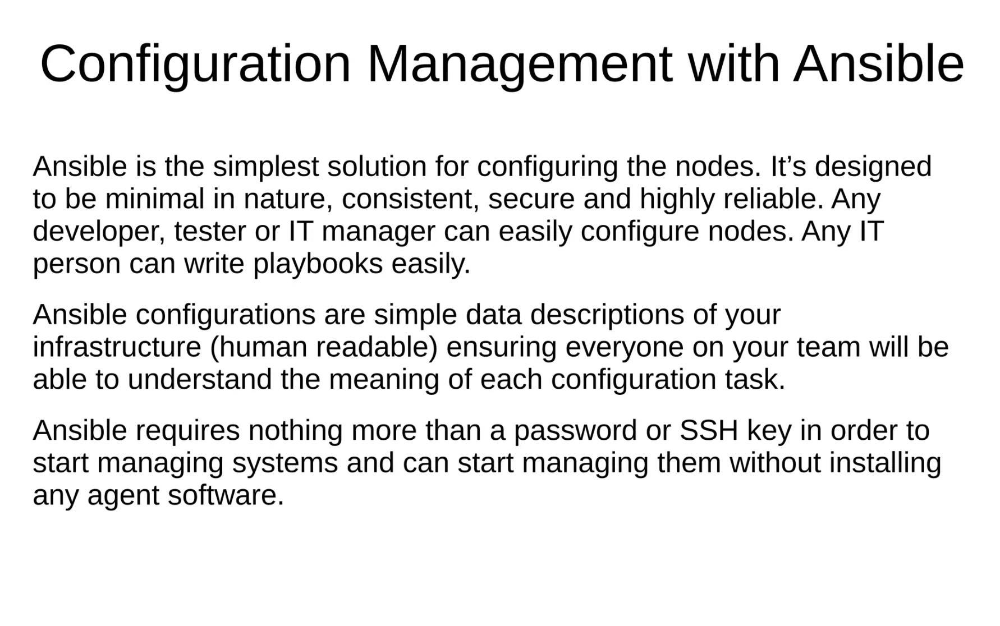 Configuration Management with Ansible
Ansible is the simplest solution for configuring the nodes. It’s designed
to be minimal in nature, consistent, secure and highly reliable. Any
developer, tester or IT manager can easily configure nodes. Any IT
person can write playbooks easily.
Ansible configurations are simple data descriptions of your
infrastructure (human readable) ensuring everyone on your team will be
able to understand the meaning of each configuration task.
Ansible requires nothing more than a password or SSH key in order to
start managing systems and can start managing them without installing
any agent software.